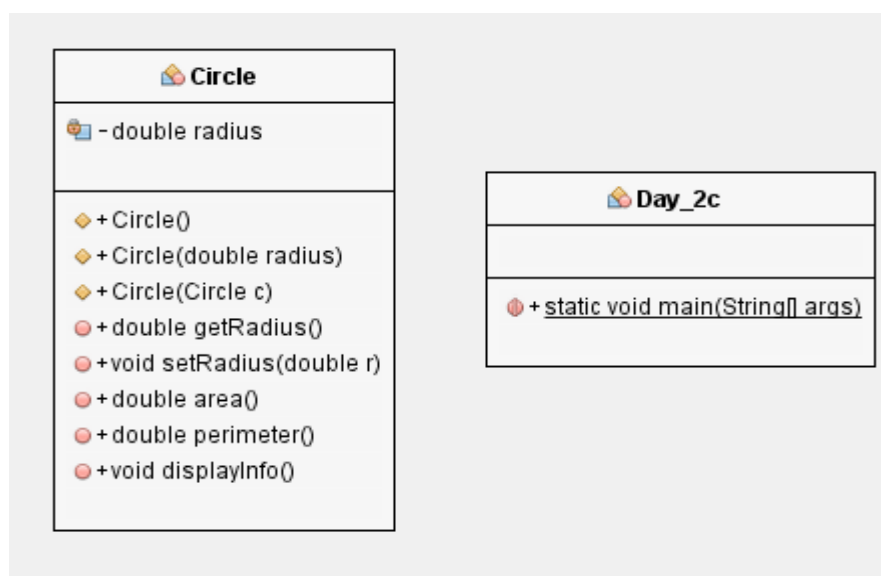 Circle
- double radius
+ Circle()
+ Circle(double radius)
+ Circle(Circle c)
+ double getRadius()
+void setRadius(double r)
+ double area()
+ double perimeter()
+void displayInfo()
Day_2c
+ static void main(String[] args)